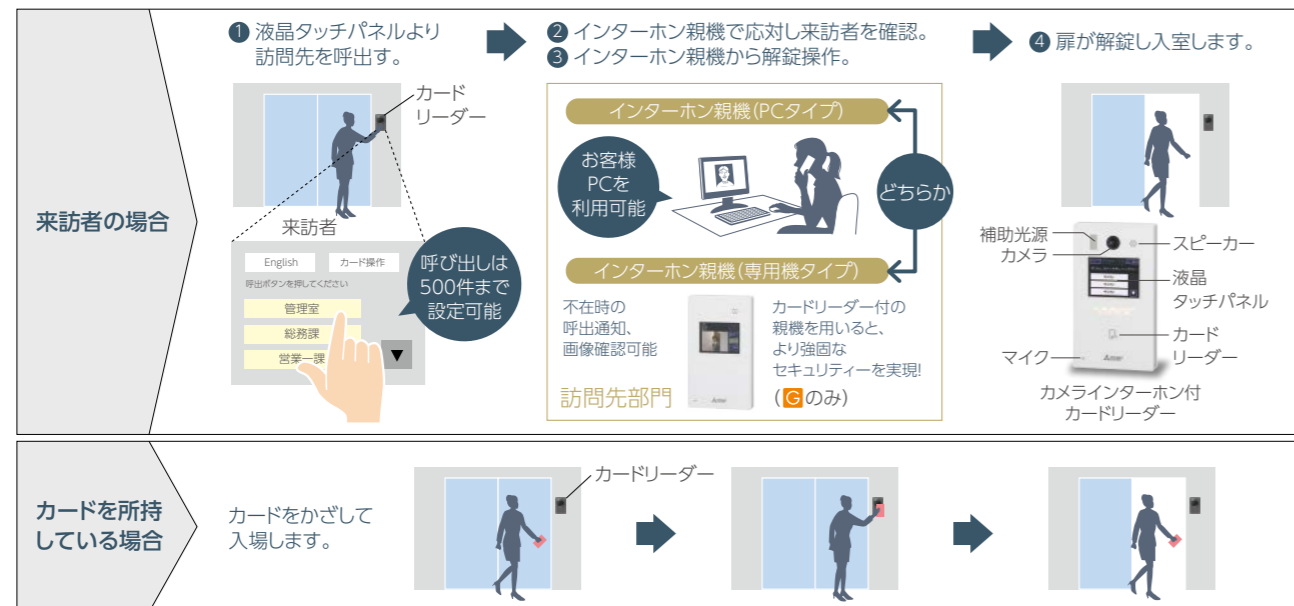 来訪者の場合
❶ 液晶タッチパネルより
訪問先を呼出す。
カード
リーダー
来訪者
English
カード操作
呼出ボタンを押してください
管理室
総務課
営業一課
▼
呼び出しは
500件まで
設定可能
❷ インターホン親機で応対し来訪者を確認。
❸ インターホン親機から解錠操作。
インターホン親機(PCタイプ)
お客様
PCを
利用可能
どちらか
インターホン親機(専用機タイプ)
不在時の
呼出通知、
画像確認可能
カードリーダー付の
親機を用いると、
より強固な
セキュリティーを実現!
(Gのみ)
訪問先部門
❹ 扉が解錠し入室します。
補助光源
カメラ
スピーカー
液晶
タッチパネル
カード
リーダー
マイク
カメラインターホン付
カードリーダー
カードを所持
している場合
カードをかざして
入場します。
カードリーダー